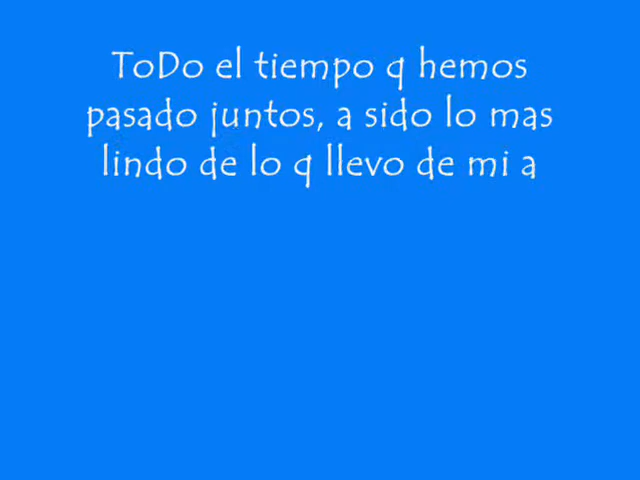 ToDo el tiempo q hemos
pasado juntos, a sido lo mas
lindo de lo q llevo de mi a